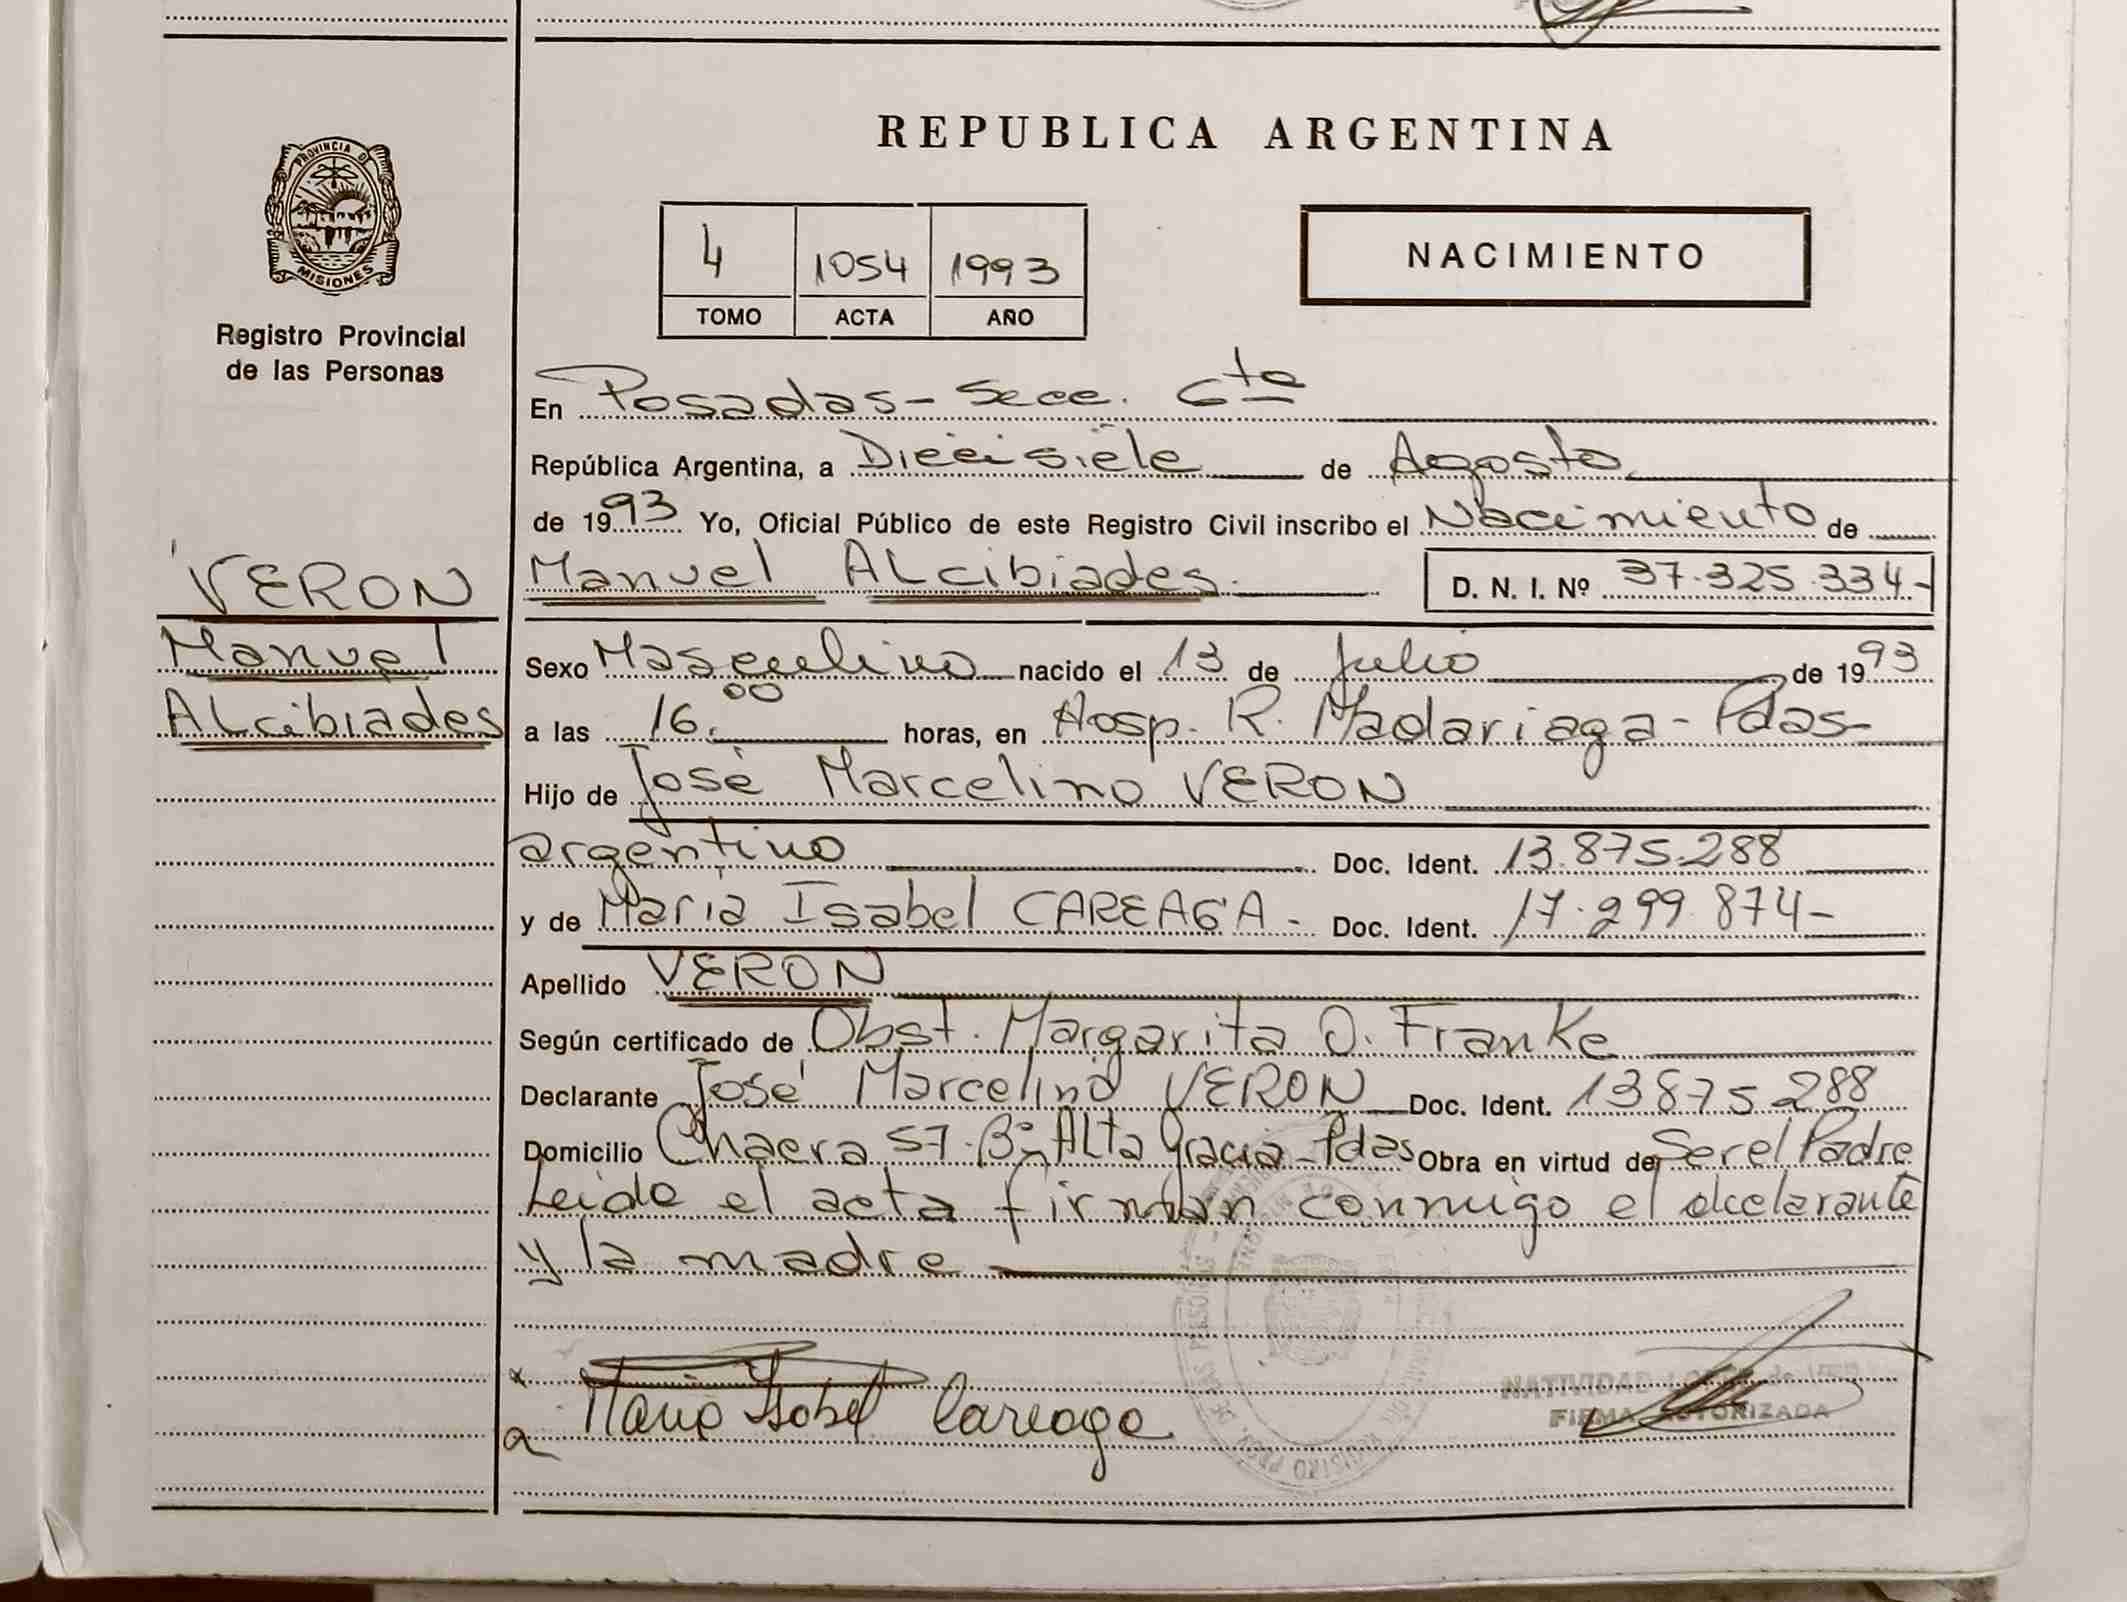 REPUBLICA ARGENTINA
PROVINCIA D
MISIONES
Registro Provincial
de las Personas
4 1054 1993
TOMO ACTA AÑO
NACIMIENTO
VERON
Manuel
ALcibiades
En Posadas - Secc. 6ta
República Argentina, a Diecisiete de Agosto
de 1993 Yo, Oficial Público de este Registro Civil inscribo el Nacimiento de
Manuel ALcibiades. D. N. I. Nº 37.325.334-
Sexo Masculino nacido el 13 de Julio de 1993
a las 16.00 horas, en Hosp. R. Madariaga - Pdas-
Hijo de José Marcelino VERON
argentino Doc. Ident. 13.875.288
y de María Isabel CAREAGA - Doc. Ident. 17.299.874-
Apellido VERON
Según certificado de Obst. Margarita O. Franke
Declarante José Marcelino VERON Doc. Ident. 13875288
Domicilio Chacra 57-Bº ALta Gracia-Pdas Obra en virtud de Ser el Padre
Leida el acta firman conmigo el declarante
y la madre
Maria Isabel Careaga
NATIVIDAD
FIRMA AUTORIZADA